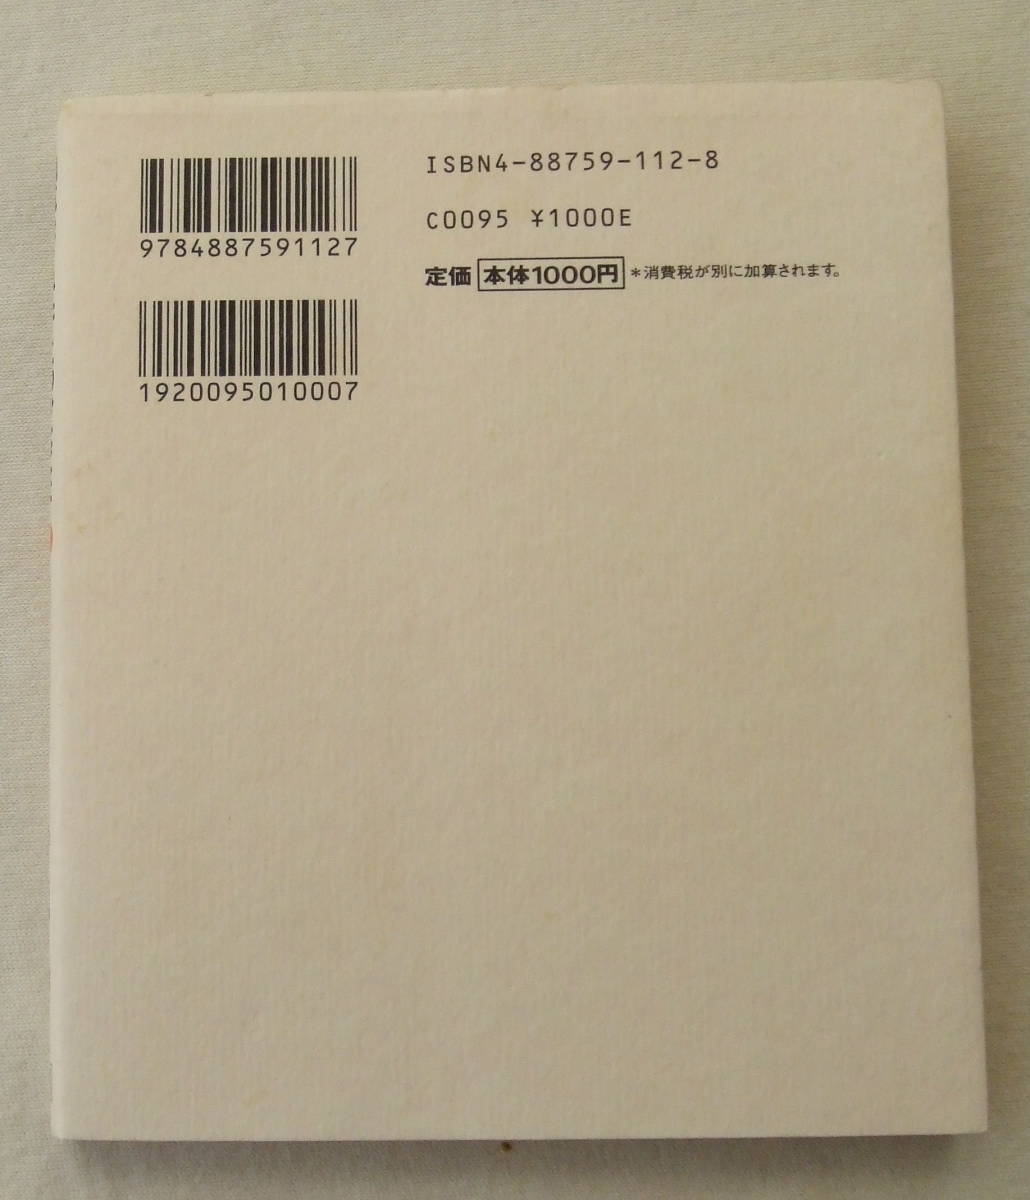 ISBN4-88759-112-8
9784887591127
C0095 ¥1000E
定価 本体1000円 *消費税が別に加算されます。
1920095010007